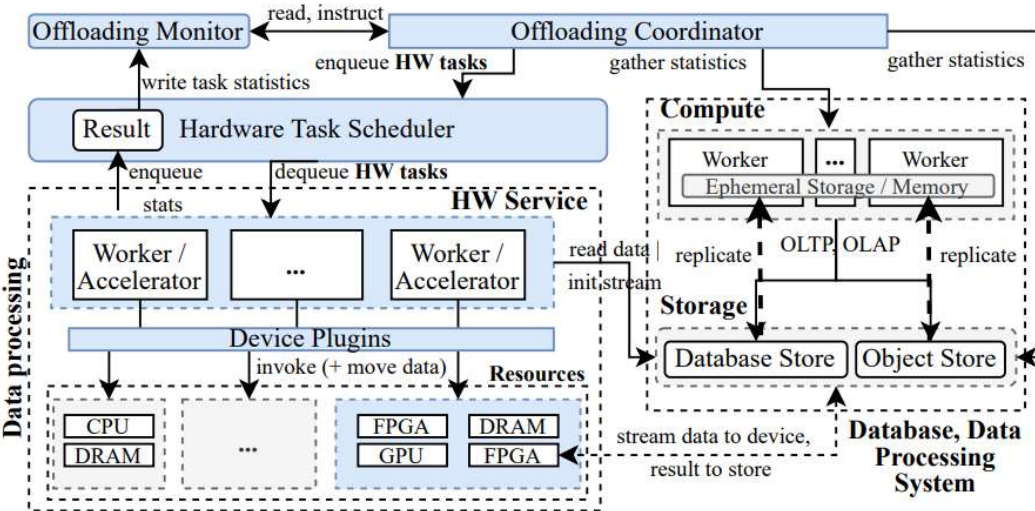 Offloading Monitor
read, instruct
Offloading Coordinator
write task statistics
enqueue HW tasks
gather statistics
gather statistics
Result
Hardware Task Scheduler
enqueue
stats
dequeue HW tasks
Data processing
HW Service
Worker /
Accelerator
...
Worker /
Accelerator
read data |
init stream
Device Plugins
invoke (+ move data)
Resources
CPU
DRAM
...
FPGA
DRAM
GPU
FPGA
Compute
Worker
...
Worker
Ephemeral Storage / Memory
replicate
OLTP, OLAP
replicate
Storage
Database Store
Object Store
stream data to device,
result to store
Database, Data
Processing
System